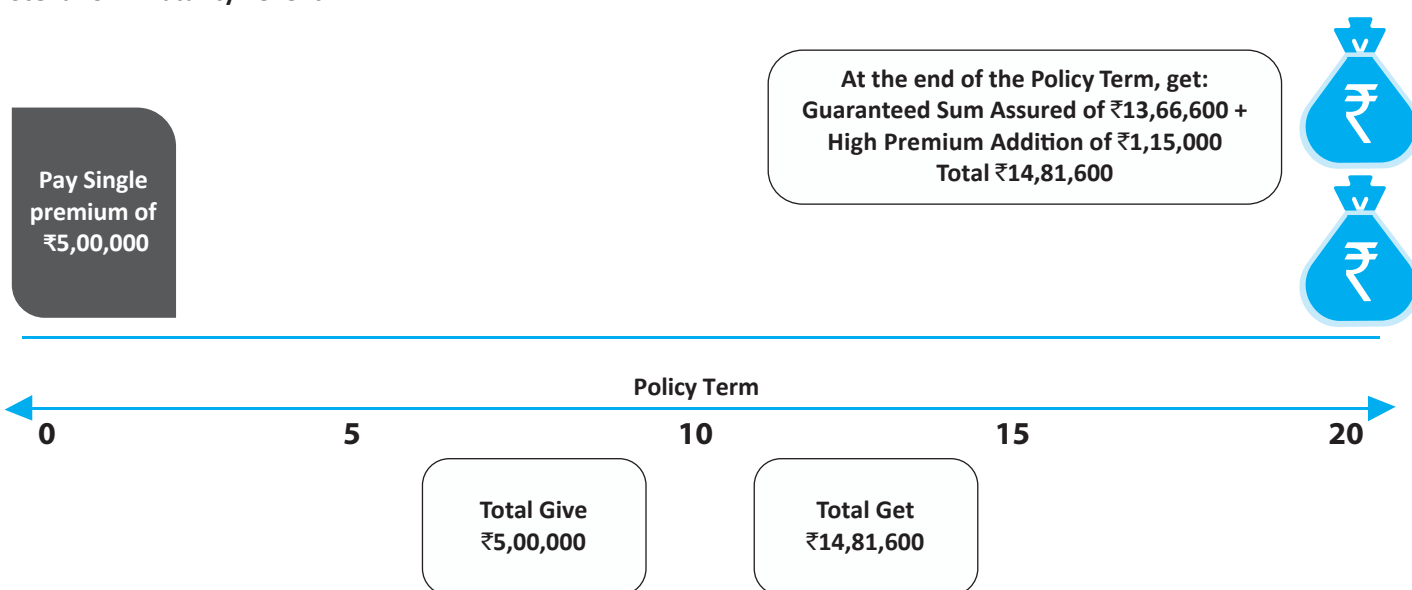 Pay Single
premium of
₹5,00,000
At the end of the Policy Term, get:
Guaranteed Sum Assured of ₹13,66,600 +
High Premium Addition of ₹1,15,000
Total ₹14,81,600
₹
₹
Policy Term
0 5 10 15 20
Total Give
₹5,00,000
Total Get
₹14,81,600